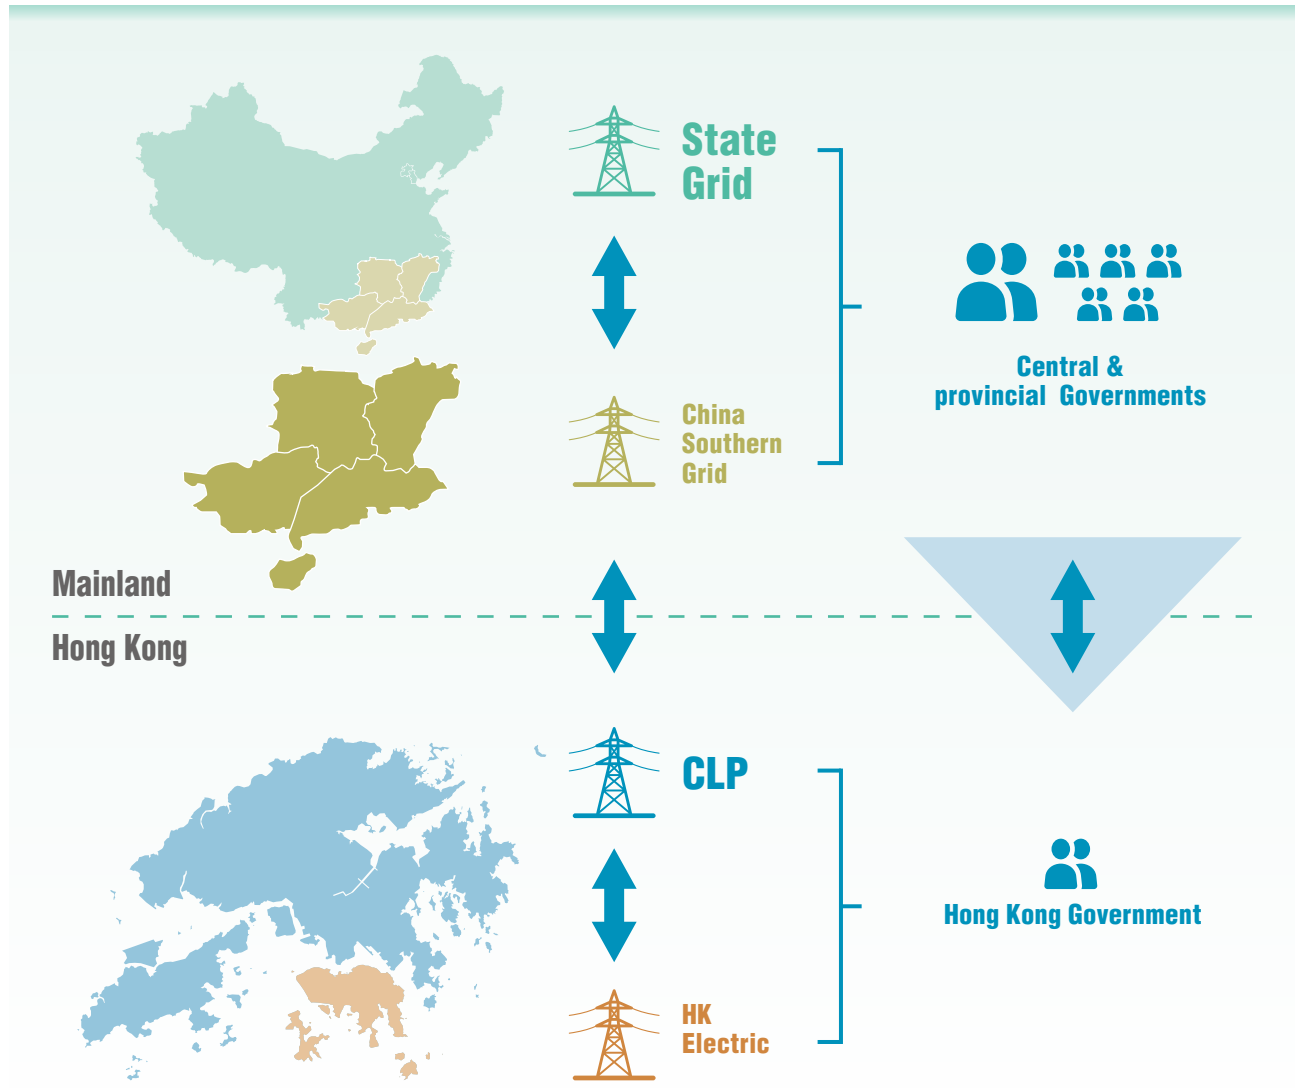 State
Grid
China
Southern
Grid
Central &
provincial Governments
Mainland
Hong Kong
CLP
Hong Kong Government
HK
Electric